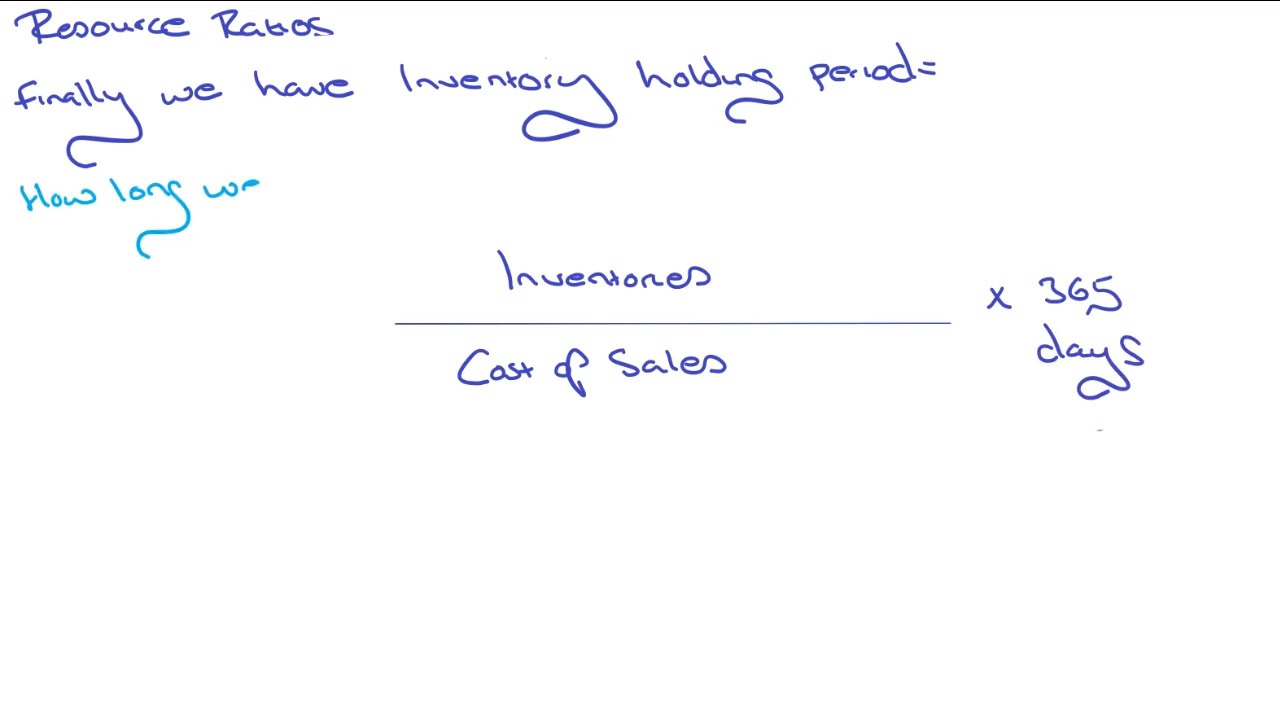 Resource Ratios
Finally we have Inventory holding period=
How long we
Inventories
x 365
Cost of Sales
days